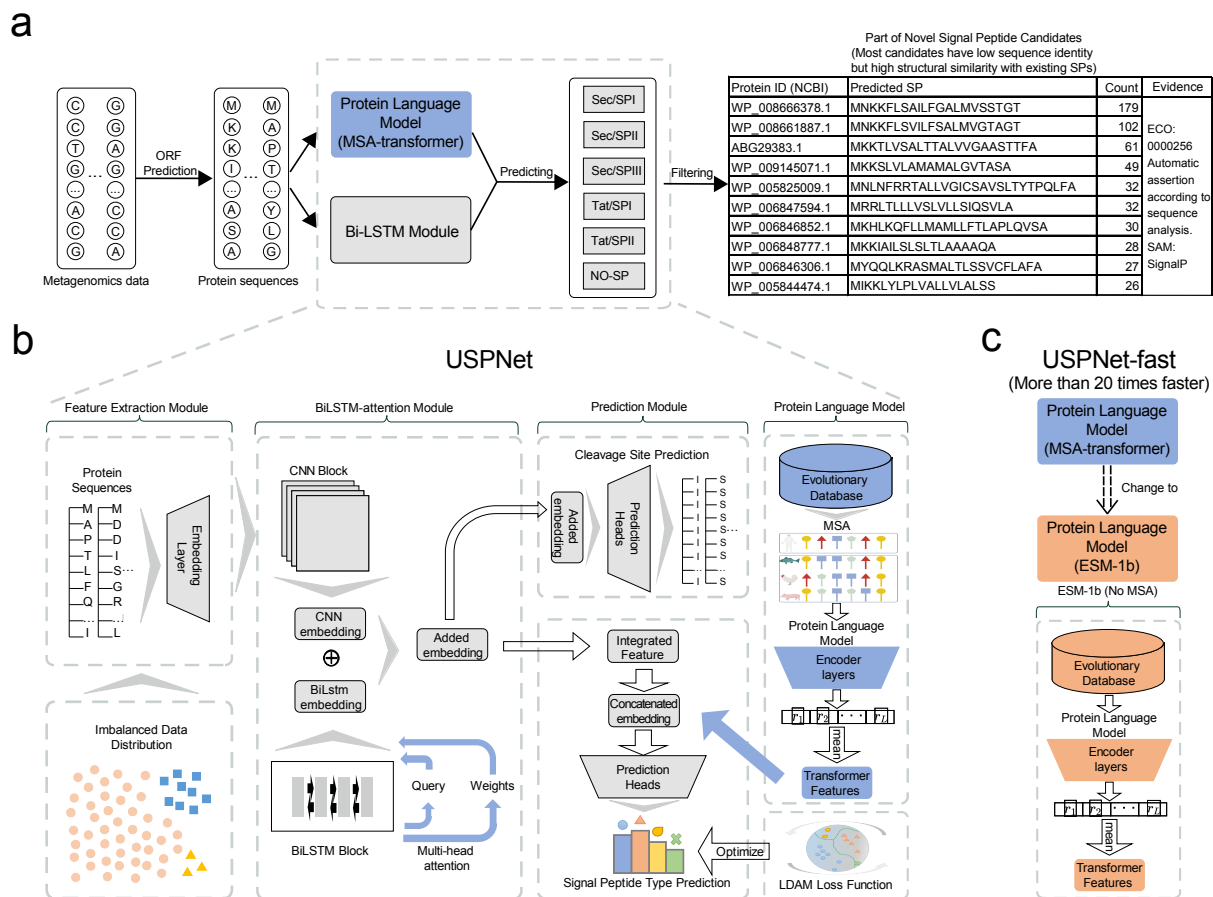 a
C
C
T
G
...
A
C
G
G
G
A
G
...
C
C
A
...
Metagenomics data
ORF
Prediction
M
K
K
I
...
A
S
A
M
A
P
T
...
Y
L
G
...
Protein sequences
Protein Language
Model
(MSA-transformer)
Bi-LSTM Module
Predicting
Sec/SPI
Sec/SPII
Sec/SPIII
Tat/SPI
Tat/SPII
NO-SP
Filtering
Part of Novel Signal Peptide Candidates
(Most candidates have low sequence identity
but high structural similarity with existing SPs)
Protein ID (NCBI) Predicted SP Count Evidence
WP_008666378.1 MNKKFLSAILFGALMVSSTGT 179
WP_008661887.1 MNKKFLSVILFSALMVGTAGT 102
ABG29383.1 MKKTLVSALTTALVVGAASTTFA 61
WP_009145071.1 MKKSLVLAMAMALGVTASA 49
WP_005825009.1 MNLNFRRTALLVGICSAVSLTYTPQLFA 32
WP_006847594.1 MRRLTLLLVSLVLLSIQSVLA 32
WP_006846852.1 MKHLKQFLLMAMLLFTLAPLQVSA 30
WP_006848777.1 MKKIAILSLSLTLAAAAQA 28
WP_006846306.1 MYQQLKRASMALTLSSVCFLAFA 27
WP_005844474.1 MIKKLYLPLVALLVLALSS 26
ECO:
0000256
Automatic
assertion
according to
sequence
analysis.
SAM:
SignalP
b
USPNet
Feature Extraction Module
Protein
Sequences
M
A
P
T
L
F
Q
...
I
M
D
D
I
S...
G
R
...
L
Embedding
Layer
Imbalanced Data
Distribution
BiLSTM-attention Module
CNN Block
CNN
embedding
⊕
BiLstm
embedding
Added
embedding
BiLSTM Block
Query
Weights
Multi-head
attention
Prediction Module
Cleavage Site Prediction
Added
embedding
Prediction
Heads
I
I
I
I
I
I
...
I
S
S
S
S
S...
S
S
...
S
Integrated
Feature
Concatenated
embedding
Prediction
Heads
Signal Peptide Type Prediction
Protein Language Model
Evolutionary
Database
MSA
Protein Language
Model
Encoder
layers
r1 r2 ... rL
mean
Transformer
Features
Optimize
LDAM Loss Function
c
USPNet-fast
(More than 20 times faster)
Protein Language
Model
(MSA-transformer)
Change to
Protein Language
Model
(ESM-1b)
ESM-1b (No MSA)
Evolutionary
Database
Protein Language
Model
Encoder
layers
r1 r2 ... rL
mean
Transformer
Features